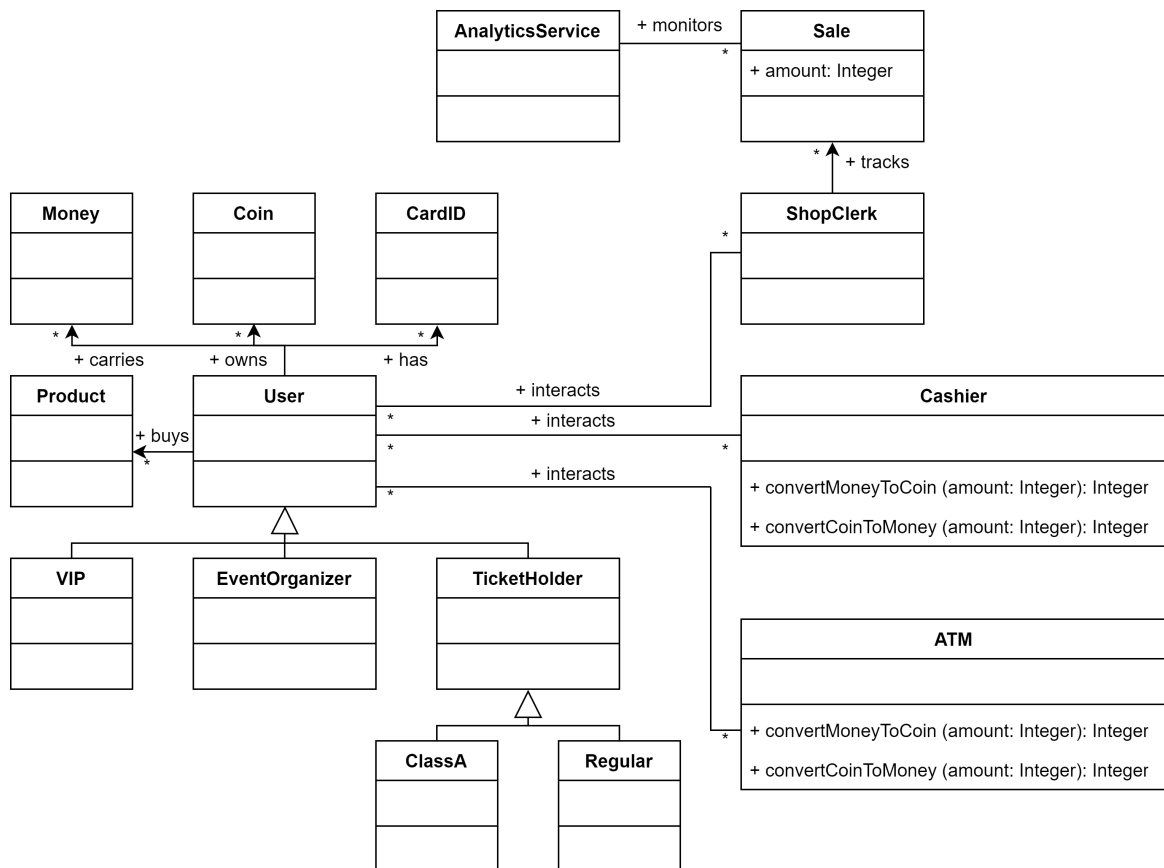 AnalyticsService
+ monitors
*
Sale
+ amount: Integer
*
+ tracks
Money
Coin
CardID
ShopClerk
*
*
*
*
+ carries
+ owns
+ has
Product
User
+ interacts
*
+ interacts
*
*
Cashier
+ convertMoneyToCoin (amount: Integer): Integer
+ convertCoinToMoney (amount: Integer): Integer
+ buys
*
+ interacts
*
VIP
EventOrganizer
TicketHolder
ATM
*
+ convertMoneyToCoin (amount: Integer): Integer
+ convertCoinToMoney (amount: Integer): Integer
ClassA
Regular